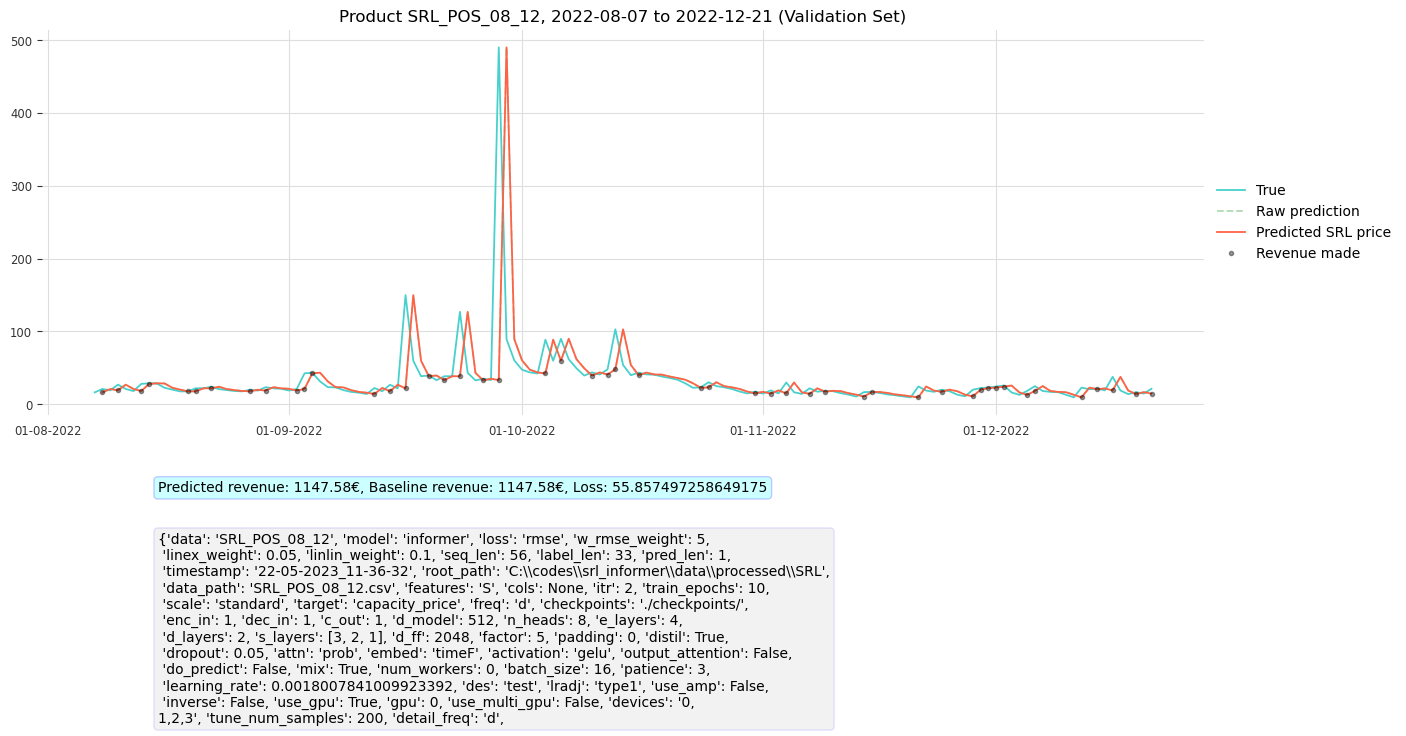 Product SRL_POS_08_12, 2022-08-07 to 2022-12-21 (Validation Set)
500
400
300
200
100
0
01-08-2022
01-09-2022
01-10-2022
01-11-2022
01-12-2022
True
Raw prediction
Predicted SRL price
Revenue made
Predicted revenue: 1147.58€, Baseline revenue: 1147.58€, Loss: 55.857497258649175
{'data': 'SRL_POS_08_12', 'model': 'informer', 'loss': 'rmse', 'w_rmse_weight': 5,
'linex_weight': 0.05, 'linlin_weight': 0.1, 'seq_len': 56, 'label_len': 33, 'pred_len': 1,
'timestamp': '22-05-2023_11-36-32', 'root_path': 'C:\\codes\\srl_informer\\data\\processed\\SRL',
'data_path': 'SRL_POS_08_12.csv', 'features': 'S', 'cols': None, 'itr': 2, 'train_epochs': 10,
'scale': 'standard', 'target': 'capacity_price', 'freq': 'd', 'checkpoints': './checkpoints/',
'enc_in': 1, 'dec_in': 1, 'c_out': 1, 'd_model': 512, 'n_heads': 8, 'e_layers': 4,
'd_layers': 2, 's_layers': [3, 2, 1], 'd_ff': 2048, 'factor': 5, 'padding': 0, 'distil': True,
'dropout': 0.05, 'attn': 'prob', 'embed': 'timeF', 'activation': 'gelu', 'output_attention': False,
'do_predict': False, 'mix': True, 'num_workers': 0, 'batch_size': 16, 'patience': 3,
'learning_rate': 0.0018007841009923392, 'des': 'test', 'lradj': 'type1', 'use_amp': False,
'inverse': False, 'use_gpu': True, 'gpu': 0, 'use_multi_gpu': False, 'devices': '0,
1,2,3', 'tune_num_samples': 200, 'detail_freq': 'd',